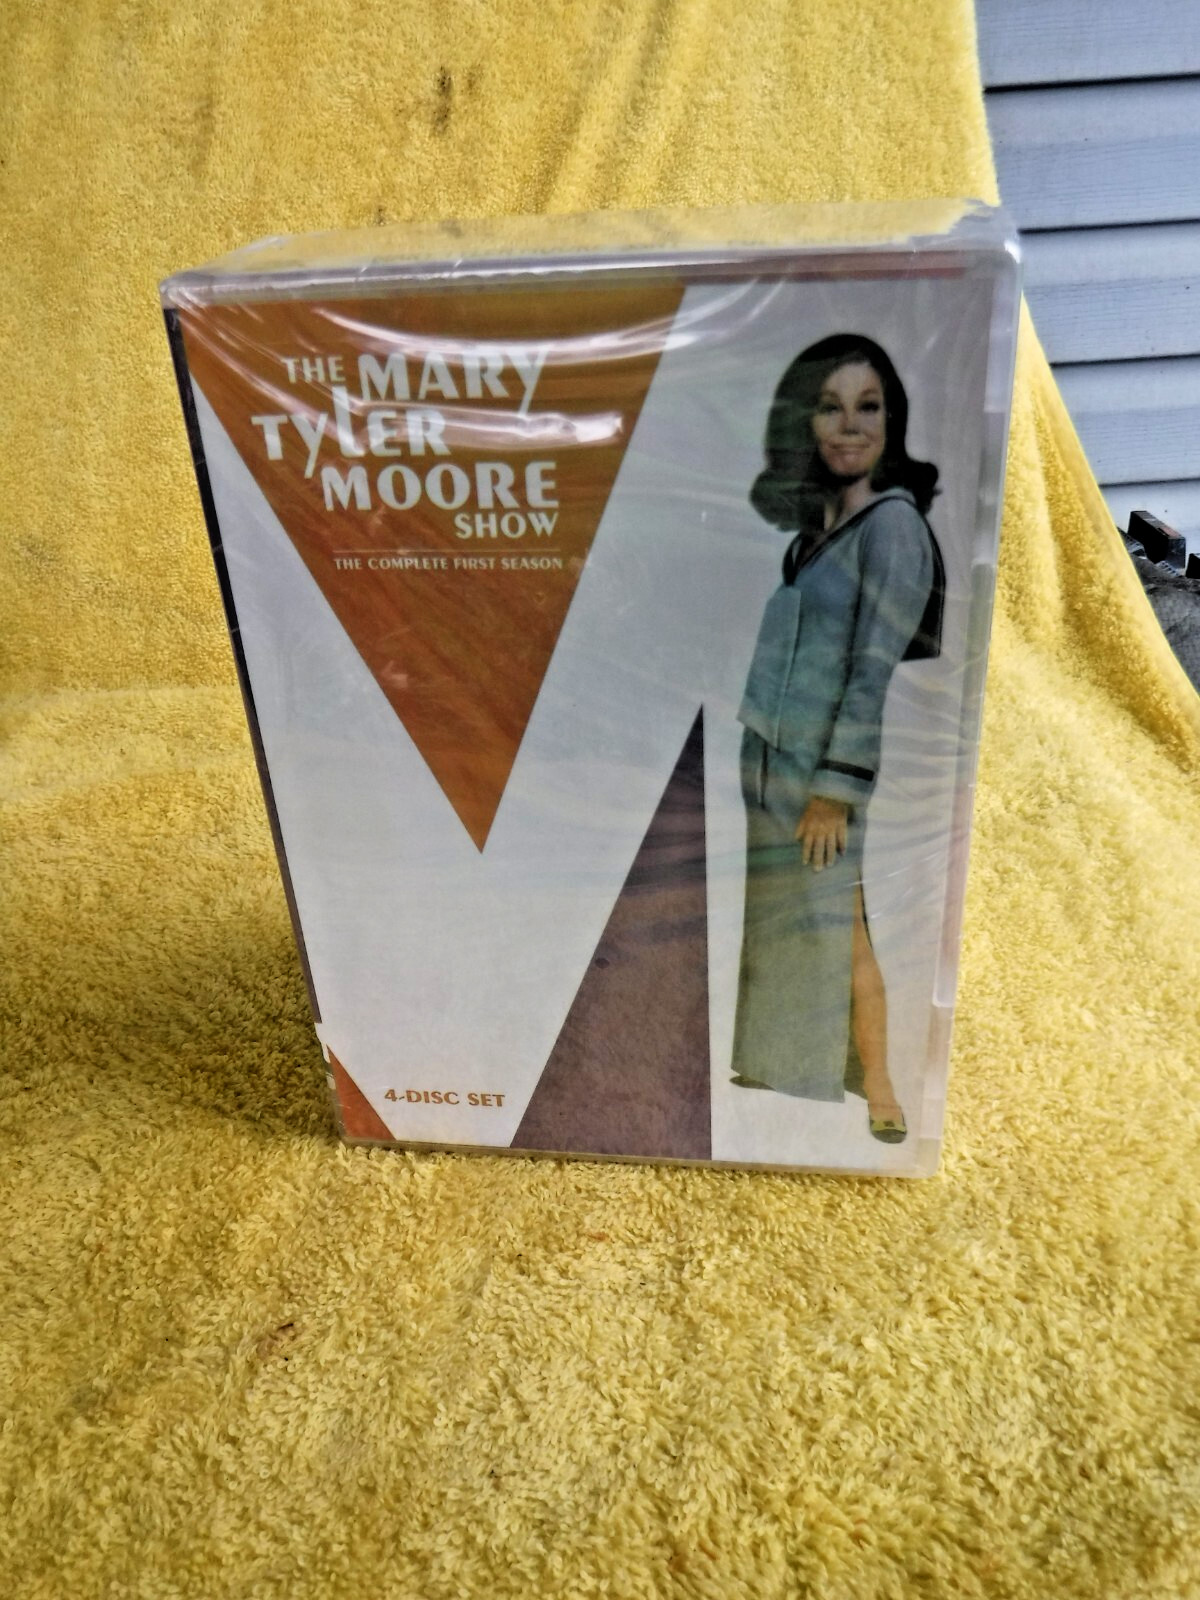 THE MARY
TYLER
MOORE
SHOW
THE COMPLETE FIRST SEASON
4-DISC SET